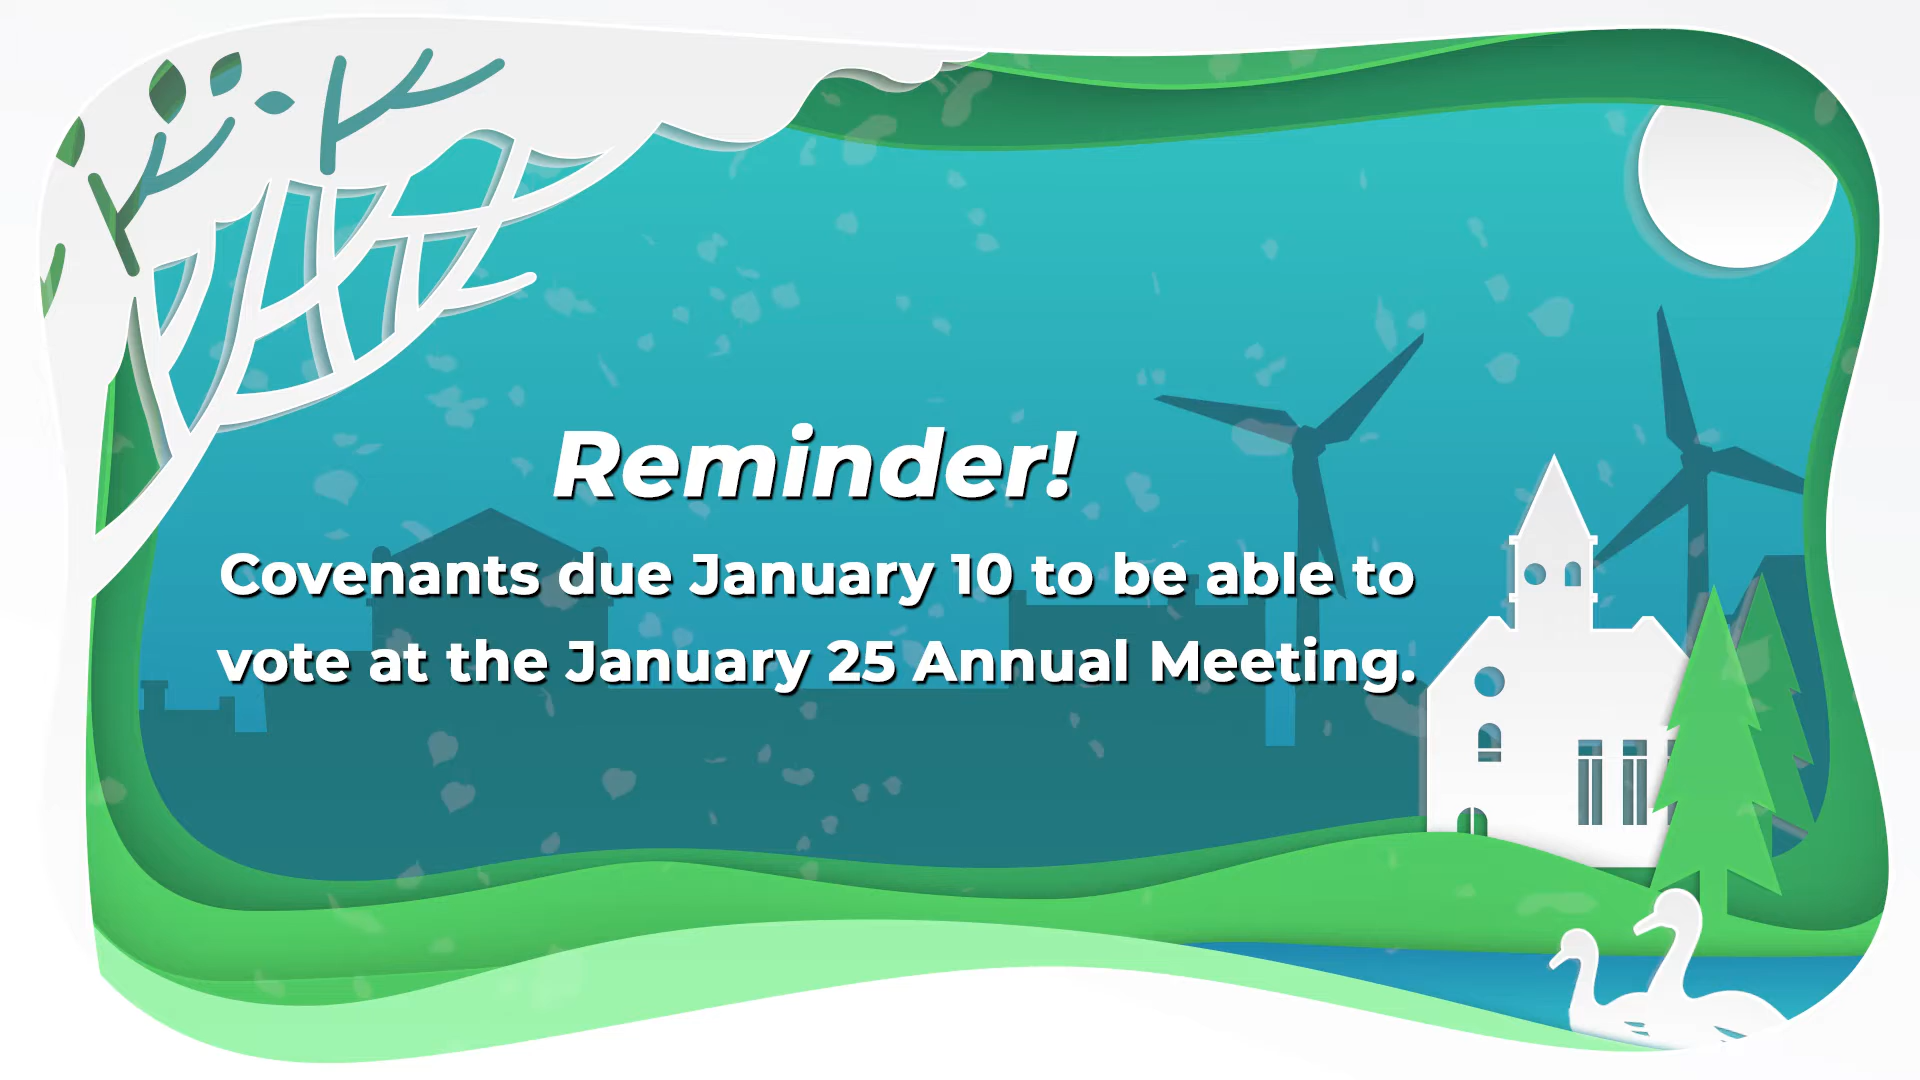 Reminder!
Covenants due January 10 to be able to
vote at the January 25 Annual Meeting.